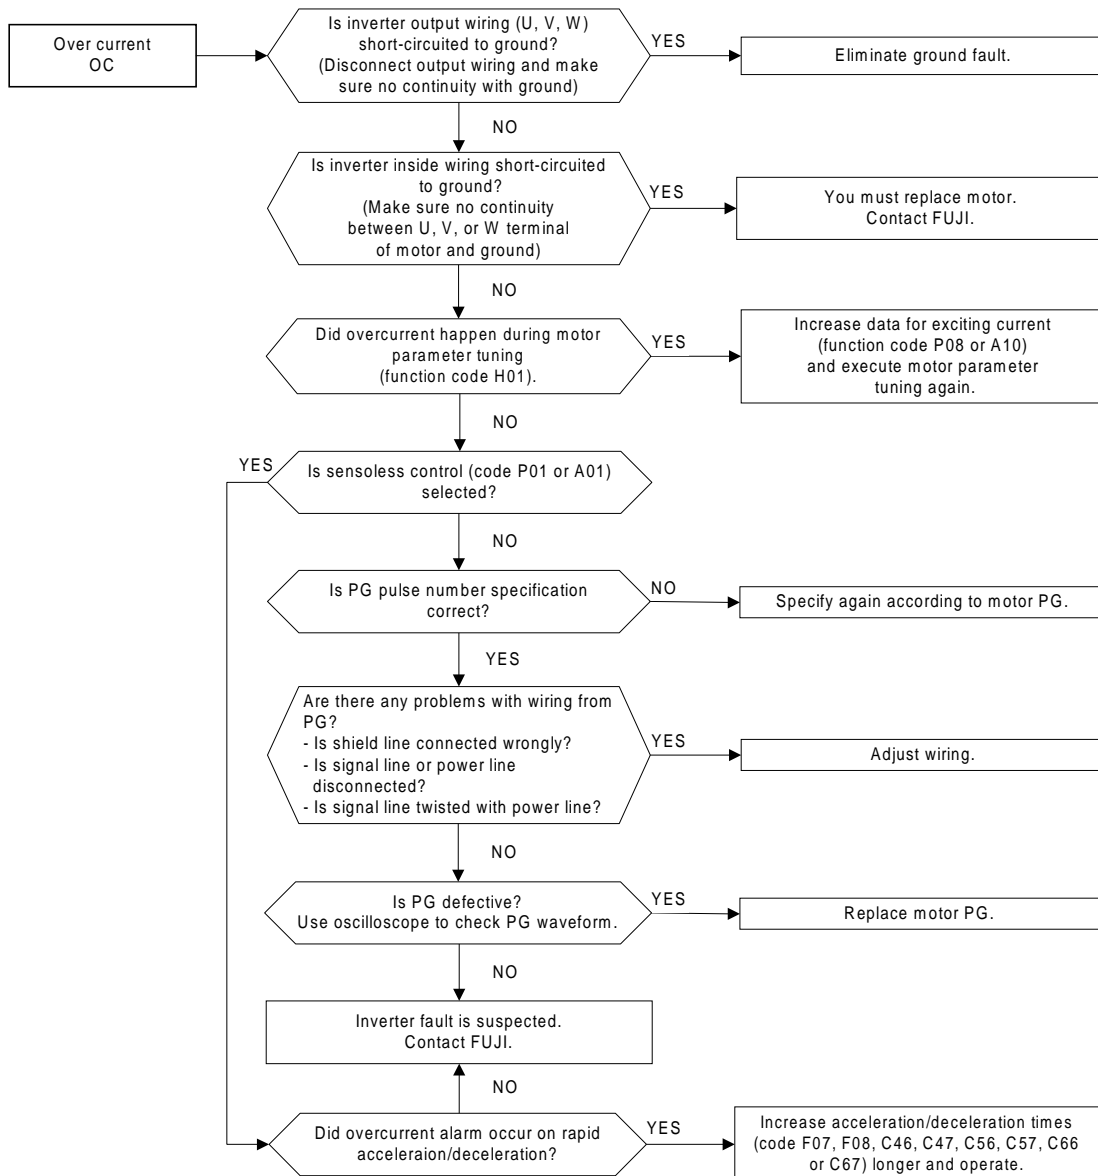 Over current
OC
Is inverter output wiring (U, V, W)
short-circuited to ground?
(Disconnect output wiring and make
sure no continuity with ground)
YES
Eliminate ground fault.
NO
Is inverter inside wiring short-circuited
to ground?
(Make sure no continuity
between U, V, or W terminal
of motor and ground)
YES
You must replace motor.
Contact FUJI.
NO
Did overcurrent happen during motor
parameter tuning
(function code H01).
YES
Increase data for exciting current
(function code P08 or A10)
and execute motor parameter
tuning again.
NO
YES
Is sensoless control (code P01 or A01)
selected?
NO
Is PG pulse number specification
correct?
NO
Specify again according to motor PG.
YES
Are there any problems with wiring from
PG?
- Is shield line connected wrongly?
- Is signal line or power line
disconnected?
- Is signal line twisted with power line?
YES
Adjust wiring.
NO
Is PG defective?
Use oscilloscope to check PG waveform.
YES
Replace motor PG.
NO
Inverter fault is suspected.
Contact FUJI.
NO
Did overcurrent alarm occur on rapid
acceleraion/deceleration?
YES
Increase acceleration/deceleration times
(code F07, F08, C46, C47, C56, C57, C66
or C67) longer and operate.